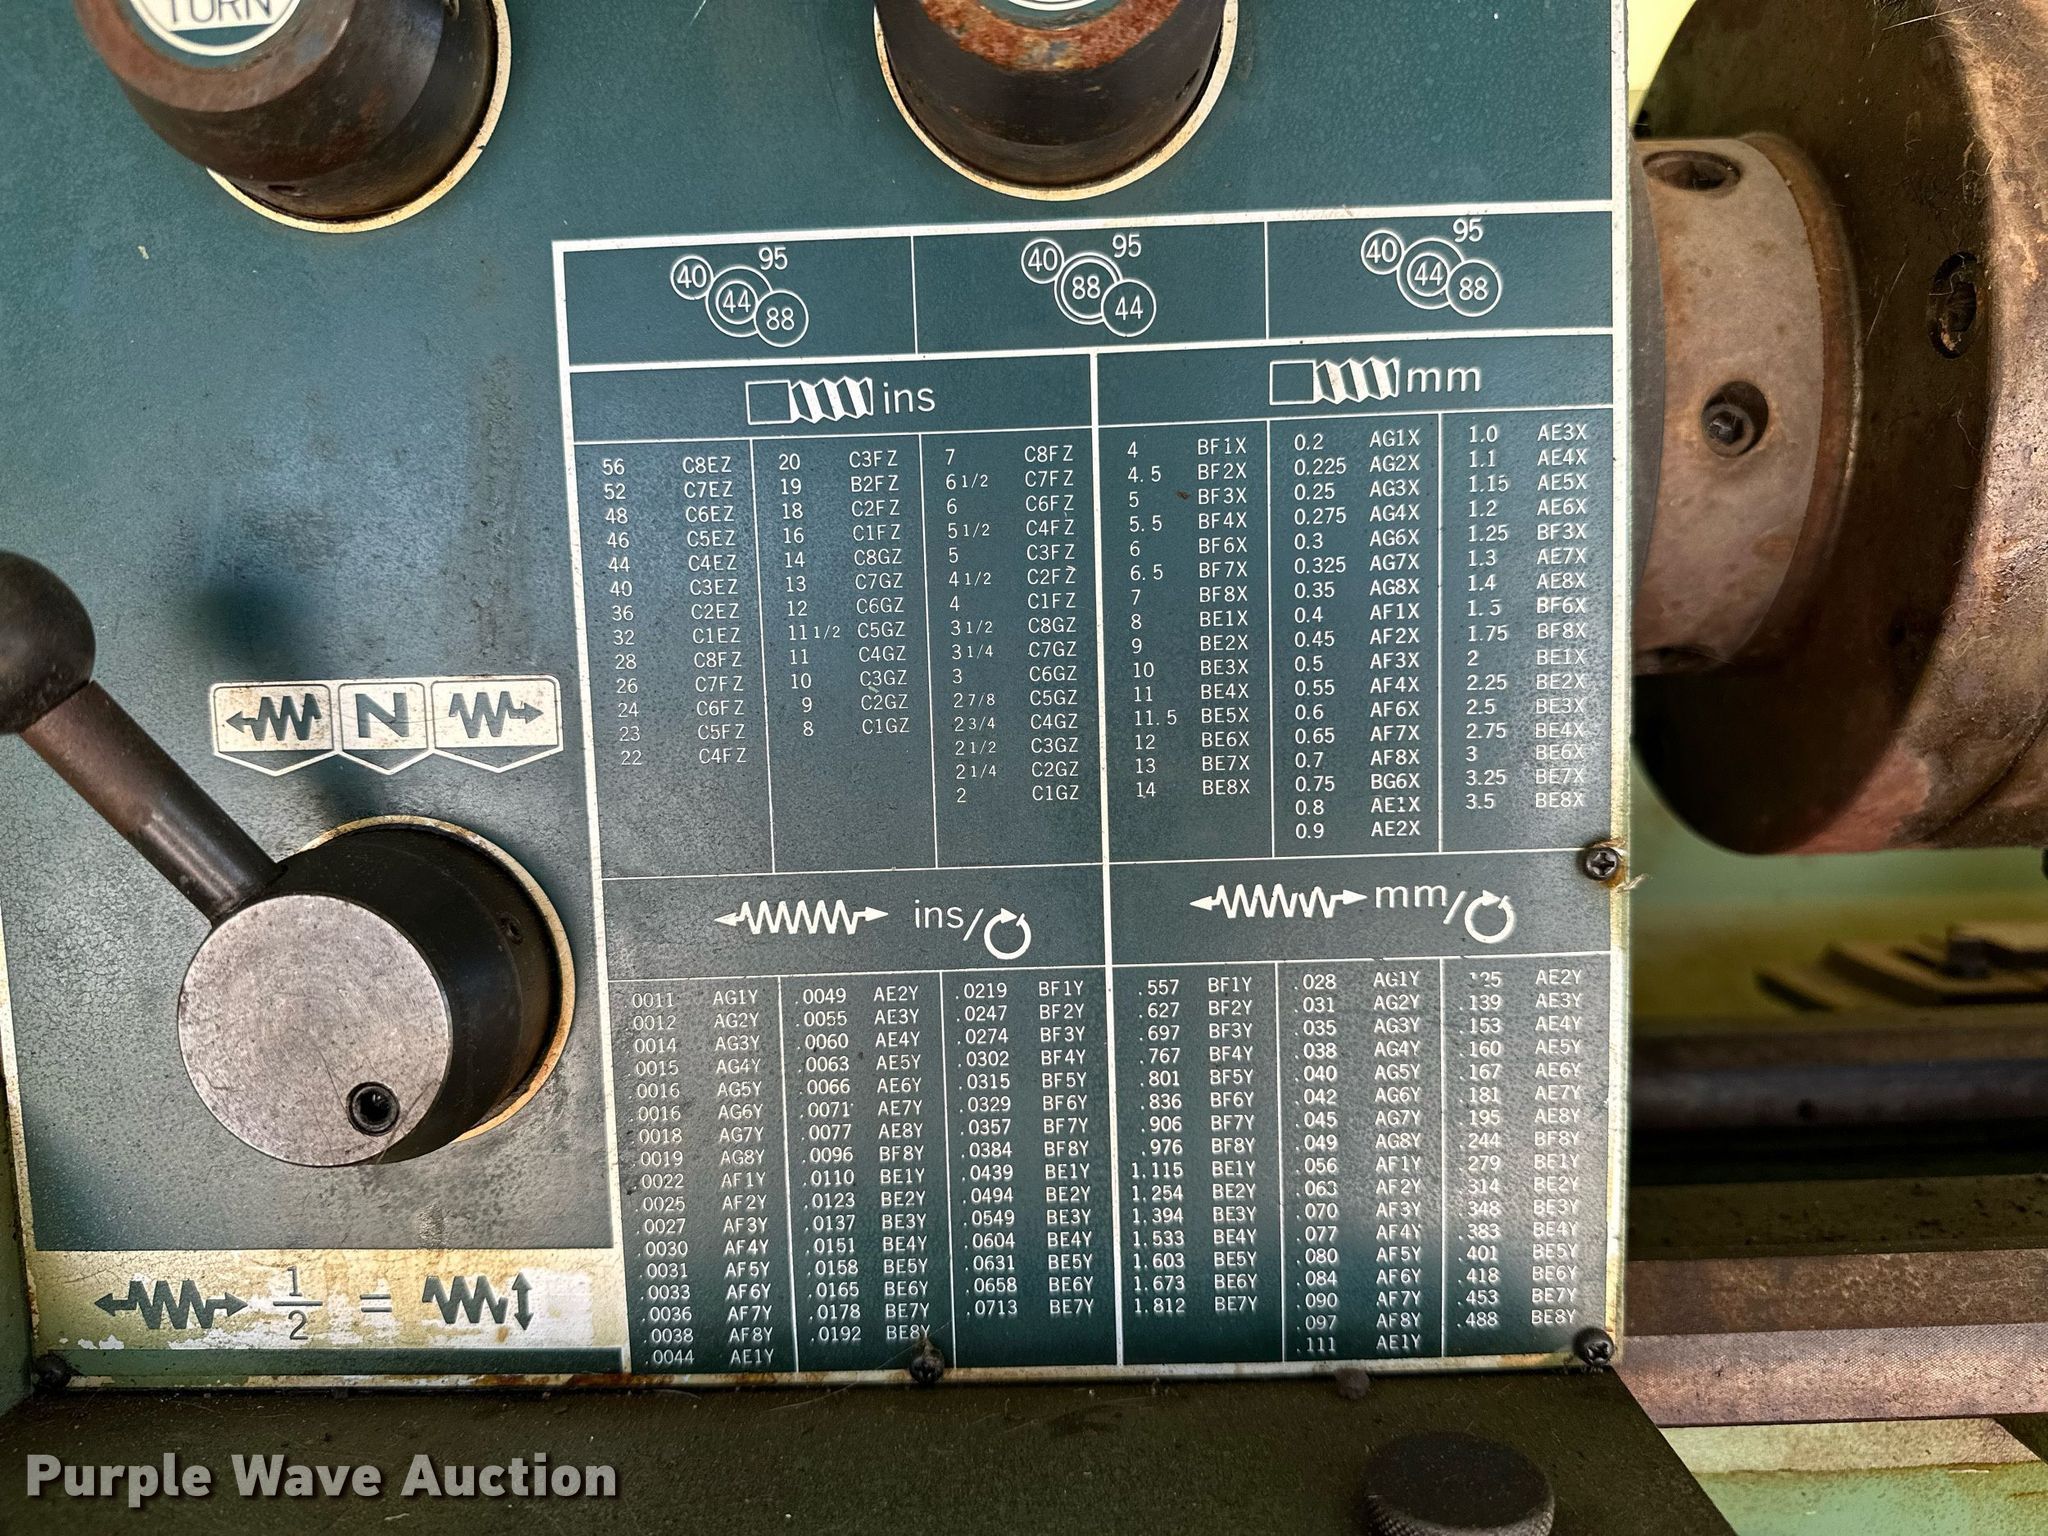 TURN
95
40
44
88
95
40
88
44
95
40
44
88
ins
56 C8EZ
52 C7EZ
48 C6EZ
46 C5EZ
44 C4EZ
40 C3EZ
36 C2EZ
32 C1EZ
28 C8FZ
26 C7FZ
24 C6FZ
23 C5FZ
22 C4FZ
20 C3FZ
19 B2FZ
18 C2FZ
16 C1FZ
14 C8GZ
13 C7GZ
12 C6GZ
11 1/2 C5GZ
11 C4GZ
10 C3GZ
9 C2GZ
8 C1GZ
7 C8FZ
6 1/2 C7FZ
6 C6FZ
5 1/2 C4FZ
5 C3FZ
4 1/2 C2FZ
4 C1FZ
3 1/2 C8GZ
3 1/4 C7GZ
3 C6GZ
2 7/8 C5GZ
2 3/4 C4GZ
2 1/2 C3GZ
2 1/4 C2GZ
2 C1GZ
mm
4 BF1X
4.5 BF2X
5 BF3X
5.5 BF4X
6 BF6X
6.5 BF7X
7 BF8X
8 BE1X
9 BE2X
10 BE3X
11 BE4X
11.5 BE5X
12 BE6X
13 BE7X
14 BE8X
0.2 AG1X
0.225 AG2X
0.25 AG3X
0.275 AG4X
0.3 AG6X
0.325 AG7X
0.35 AG8X
0.4 AF1X
0.45 AF2X
0.5 AF3X
0.55 AF4X
0.6 AF6X
0.65 AF7X
0.7 AF8X
0.75 BG6X
0.8 AE1X
0.9 AE2X
1.0 AE3X
1.1 AE4X
1.15 AE5X
1.2 AE6X
1.25 BF3X
1.3 AE7X
1.4 AE8X
1.5 BF6X
1.75 BF8X
2 BE1X
2.25 BE2X
2.5 BE3X
2.75 BE4X
3 BE6X
3.25 BE7X
3.5 BE8X
N
ins/
.0011 AG1Y
.0012 AG2Y
.0014 AG3Y
.0015 AG4Y
.0016 AG5Y
.0016 AG6Y
.0018 AG7Y
.0019 AG8Y
.0022 AF1Y
.0025 AF2Y
.0027 AF3Y
.0030 AF4Y
.0031 AF5Y
.0033 AF6Y
.0036 AF7Y
.0038 AF8Y
.0044 AE1Y
.0049 AE2Y
.0055 AE3Y
.0060 AE4Y
.0063 AE5Y
.0066 AE6Y
.0071 AE7Y
.0077 AE8Y
.0096 BF8Y
.0110 BE1Y
.0123 BE2Y
.0137 BE3Y
.0151 BE4Y
.0158 BE5Y
.0165 BE6Y
.0178 BE7Y
.0192 BE8Y
.0219 BF1Y
.0247 BF2Y
.0274 BF3Y
.0302 BF4Y
.0315 BF5Y
.0329 BF6Y
.0357 BF7Y
.0384 BF8Y
.0439 BE1Y
.0494 BE2Y
.0549 BE3Y
.0604 BE4Y
.0631 BE5Y
.0658 BE6Y
.0713 BE7Y
mm/
.557 BF1Y
.627 BF2Y
.697 BF3Y
.767 BF4Y
.801 BF5Y
.836 BF6Y
.906 BF7Y
.976 BF8Y
1.115 BE1Y
1.254 BE2Y
1.394 BE3Y
1.533 BE4Y
1.603 BE5Y
1.673 BE6Y
1.812 BE7Y
.028 AG1Y
.031 AG2Y
.035 AG3Y
.038 AG4Y
.040 AG5Y
.042 AG6Y
.045 AG7Y
.049 AG8Y
.056 AF1Y
.063 AF2Y
.070 AF3Y
.077 AF4Y
.080 AF5Y
.084 AF6Y
.090 AF7Y
.097 AF8Y
.111 AE1Y
.125 AE2Y
.139 AE3Y
.153 AE4Y
.160 AE5Y
.167 AE6Y
.181 AE7Y
.195 AE8Y
.244 BF8Y
.279 BE1Y
.314 BE2Y
.348 BE3Y
.383 BE4Y
.401 BE5Y
.418 BE6Y
.453 BE7Y
.488 BE8Y
1/2 =
Purple Wave Auction